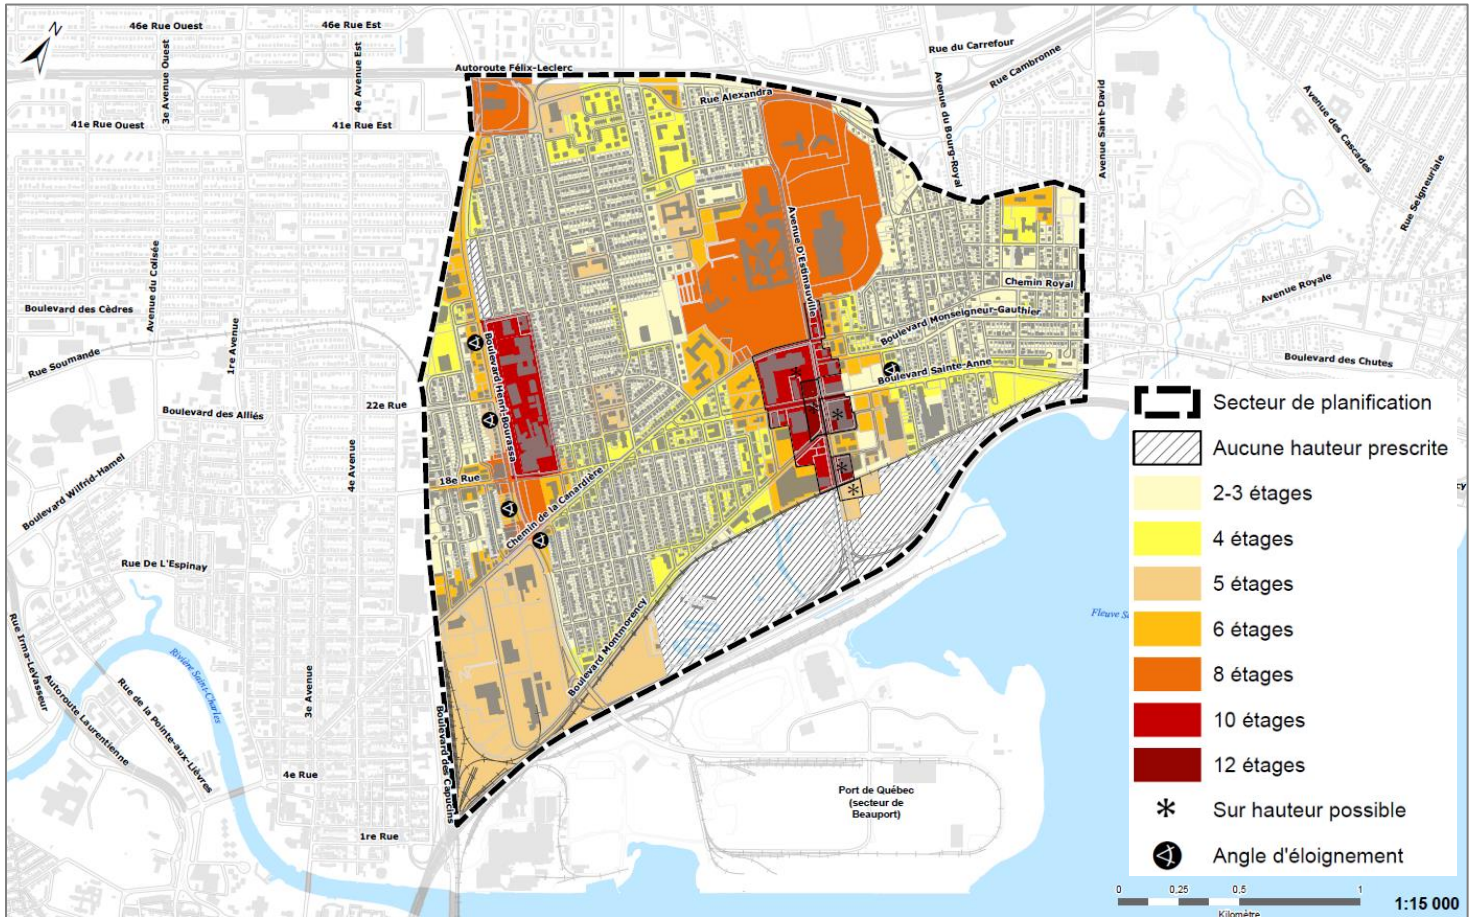 N
46e Rue Ouest
46e Rue Est
3e Avenue Ouest
4e Avenue Est
Autoroute Félix-Leclerc
Rue du Carrefour
Rue Cambronne
Avenue du Bourg-Royal
Avenue Saint-David
Avenue des Cascades
Rue Seigneuriale
Rue Alexandra
41e Rue Ouest
41e Rue Est
Avenue D'Estimauville
Avenue du Colisée
Boulevard des Cèdres
Chemin Royal
Avenue Royale
Boulevard Monseigneur-Gauthier
Rue Soumande
1re Avenue
Boulevard Henri-Bourassa
Boulevard Sainte-Anne
Boulevard des Chutes
22e Rue
Boulevard des Alliés
4e Avenue
Boulevard Wilfrid-Hamel
18e Rue
Chemin de la Canardière
Rue De L'Espinay
Rue Irma-LeVasseur
Rivière Saint-Charles
Rue de la Pointe-aux-Lièvres
Autoroute Laurentienne
3e Avenue
Boulevard Montmorency
Boulevard des Capucins
4e Rue
1re Rue
Port de Québec
(secteur de
Beauport)
Fleuve S
cy
Secteur de planification
Aucune hauteur prescrite
2-3 étages
4 étages
5 étages
6 étages
8 étages
10 étages
12 étages
Sur hauteur possible
Angle d'éloignement
0 0,25 0,5 1
Kilomètre
1:15 000